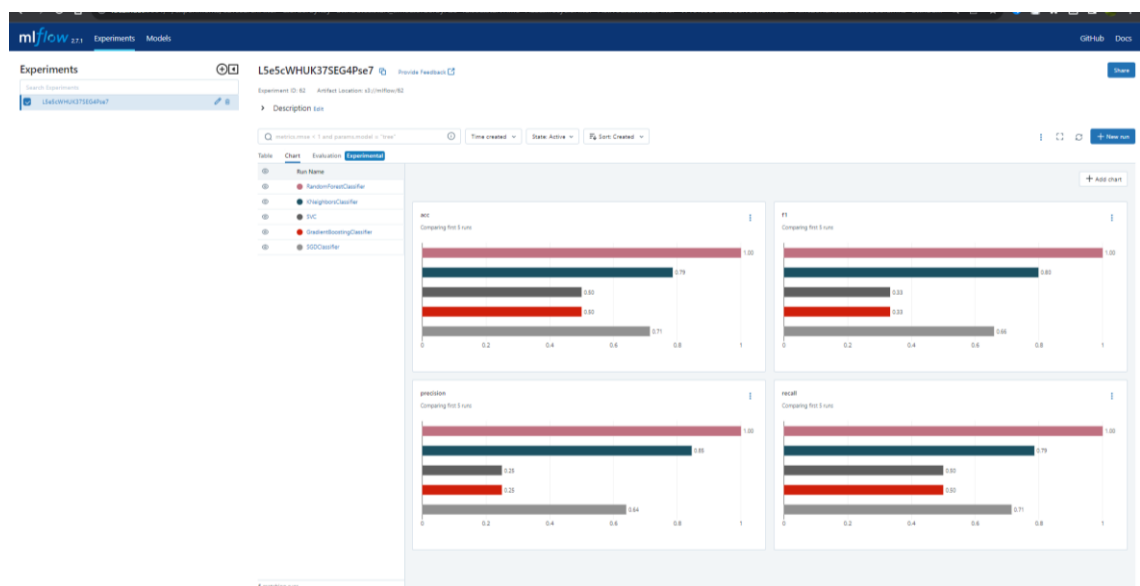 mlflow 2.7.1 Experiments Models GitHub Docs
Experiments
Search Experiments
L5e5cWHUK37SEG4Pse7
L5e5cWHUK37SEG4Pse7 Provide Feedback
Share
Experiment ID: 62 Artifact Location: s3://mlflow/62
Description Edit
metrics.rmse < 1 and params.model = "tree"
Time created
State: Active
Sort: Created
+ New run
Table Chart Evaluation Experimental
Run Name
RandomForestClassifier
KNeighborsClassifier
SVC
GradientBoostingClassifier
SGDClassifier
+ Add chart
acc
Comparing first 5 runs
1.00
0.79
0.50
0.50
0.71
0 0.2 0.4 0.6 0.8 1
f1
Comparing first 5 runs
1.00
0.80
0.33
0.33
0.66
0 0.2 0.4 0.6 0.8 1
precision
Comparing first 5 runs
1.00
0.25
0.25
0.64
0 0.2 0.4 0.6 0.8 1
recall
Comparing first 5 runs
1.00
0.79
0.50
0.50
0.71
0 0.2 0.4 0.6 0.8 1